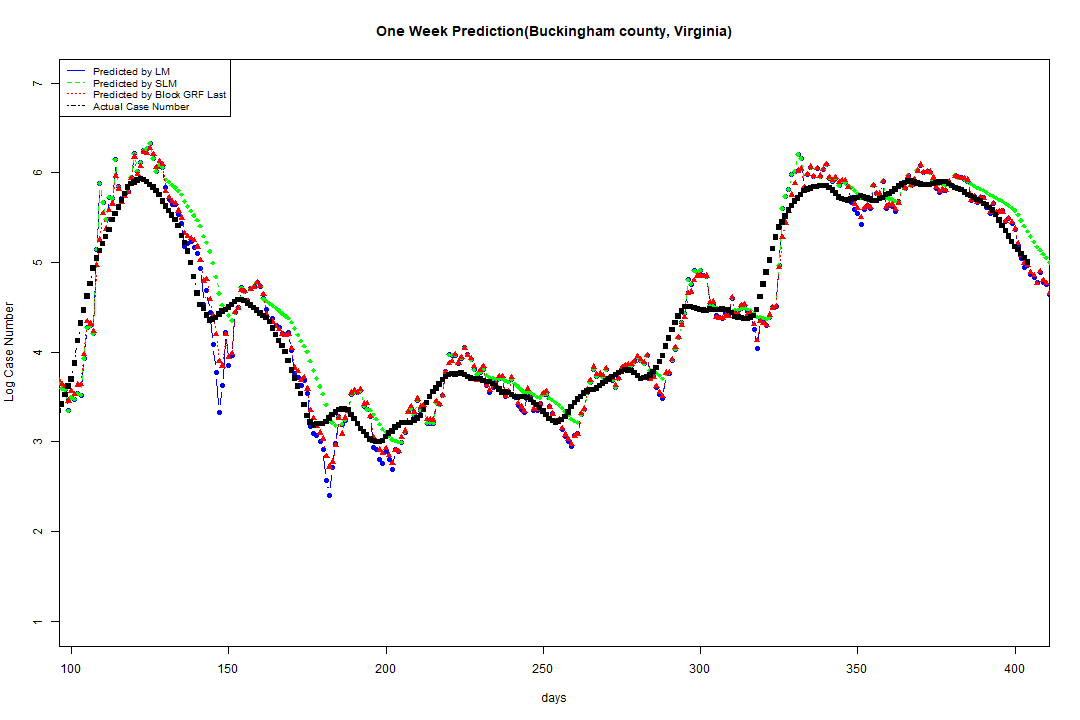 One Week Prediction(Buckingham county, Virginia)
Predicted by LM
Predicted by SLM
Predicted by Block GRF Last
Actual Case Number
7
6
5
4
3
2
1
Log Case Number
100 150 200 250 300 350 400
days